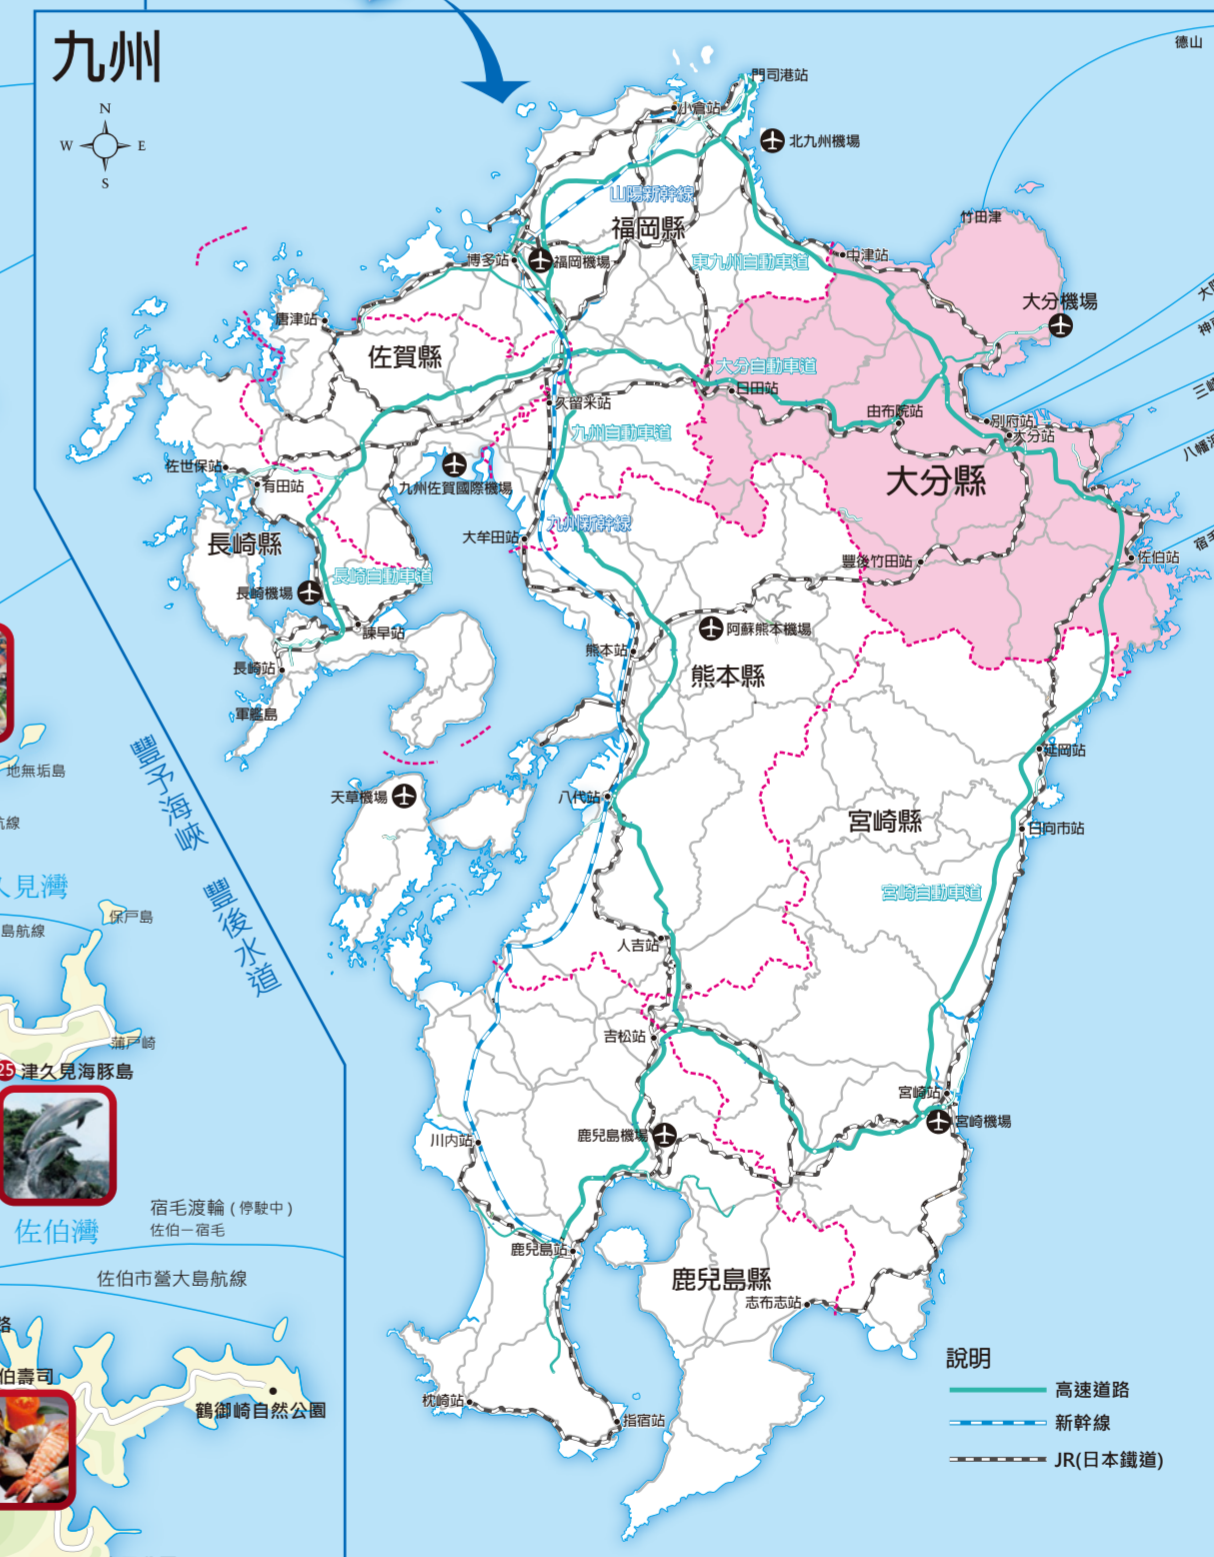 九州
N
W
E
S
德山
門司港站
小倉站
北九州機場
山陽新幹線
福岡縣
竹田津
博多站
福岡機場
東九州自動車道
中津站
大分機場
唐津站
佐賀縣
大分自動車道
日田站
久留米站
由布院站
別府站
大分站
九州自動車道
佐世保站
有田站
九州佐賀國際機場
大分縣
長崎縣
大牟田站
九州新幹線
豐後竹田站
佐伯站
長崎自動車道
長崎機場
諫早站
阿蘇熊本機場
熊本站
長崎站
熊本縣
軍艦島
豐予海峽
地無垢島
延岡站
天草機場
八代站
宮崎縣
日向市站
航線
久見灣
宮崎自動車道
豐後水道
保戸島
島航線
人吉站
蒲戸崎
吉松站
25 津久見海豚島
宮崎站
宮崎機場
川内站
鹿兒島機場
宿毛渡輪 ( 停駛中 )
佐伯－宿毛
佐伯灣
鹿兒島站
佐伯市營大島航線
鹿兒島縣
志布志站
路
伯壽司
鶴御崎自然公園
枕崎站
指宿站
說明
高速道路
新幹線
JR(日本鐵道)